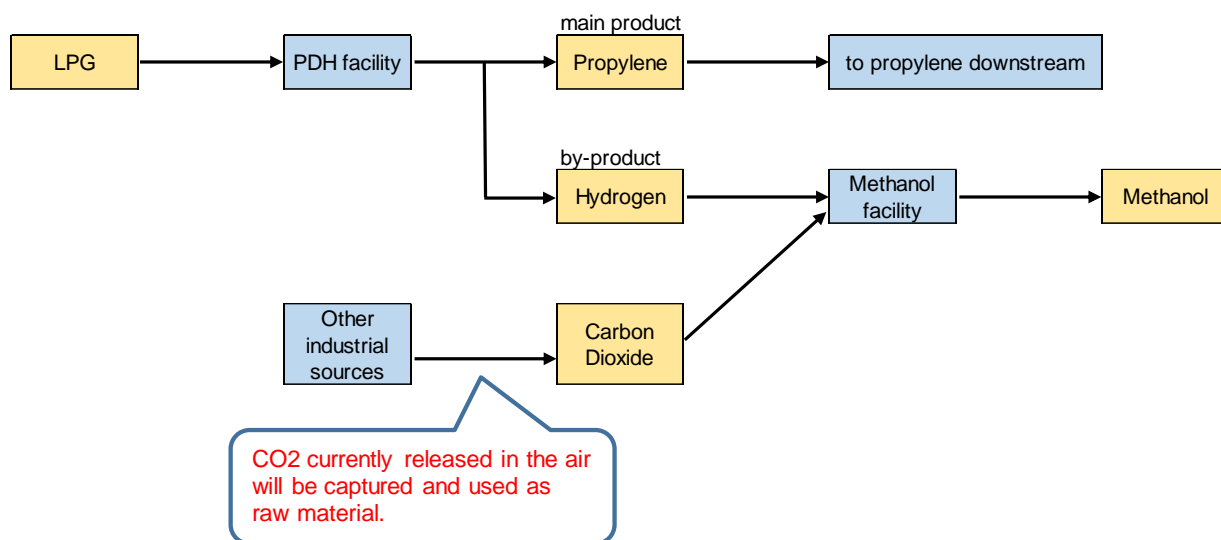 main product
LPG
PDH facility
Propylene
to propylene downstream
by-product
Hydrogen
Methanol
facility
Methanol
Other
industrial
sources
Carbon
Dioxide
CO2 currently released in the air
will be captured and used as
raw material.